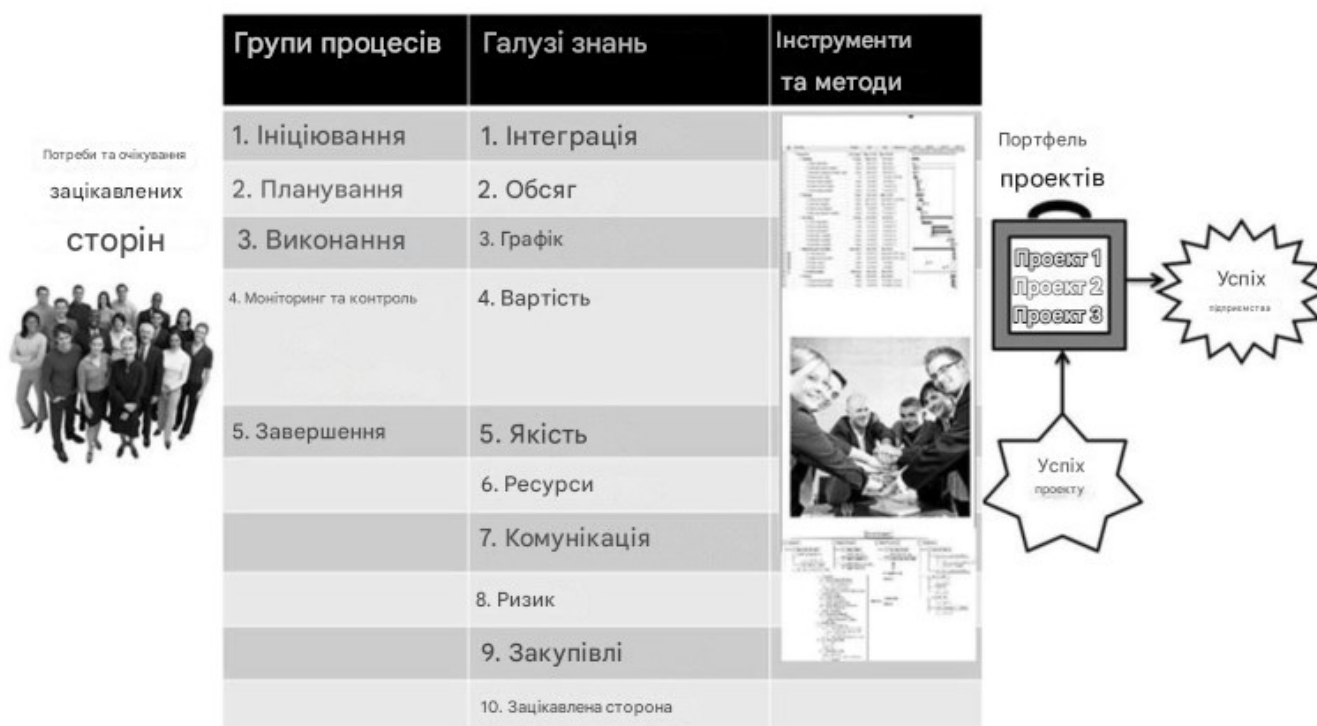 Групи процесів
Галузі знань
Інструменти
та методи
Потреби та очікування
зацікавлених
сторін
1. Ініціювання
1. Інтеграція
2. Планування
2. Обсяг
3. Виконання
3. Графік
4. Моніторинг та контроль
4. Вартість
5. Завершення
5. Якість
6. Ресурси
7. Комунікація
8. Ризик
9. Закупівлі
10. Зацікавлена сторона
Портфель
проектів
Проект 1
Проект 2
Проект 3
Успіх
підприємства
Успіх
проекту